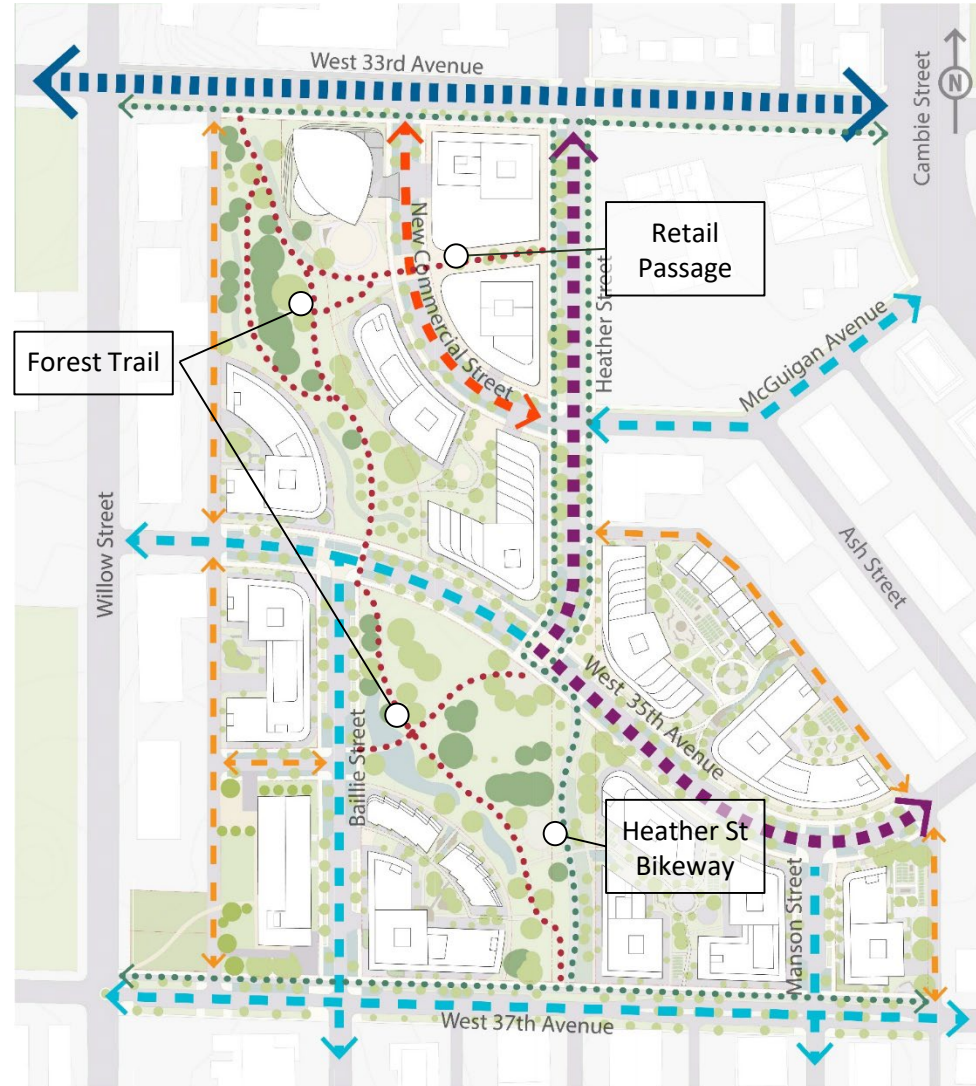 West 33rd Avenue
Cambie Street
N
Retail
Passage
New Commercial Street
Heather Street
Forest Trail
McGuigan Avenue
Willow Street
Ash Street
West 35th Avenue
Baillie Street
Heather St
Bikeway
Manson Street
West 37th Avenue